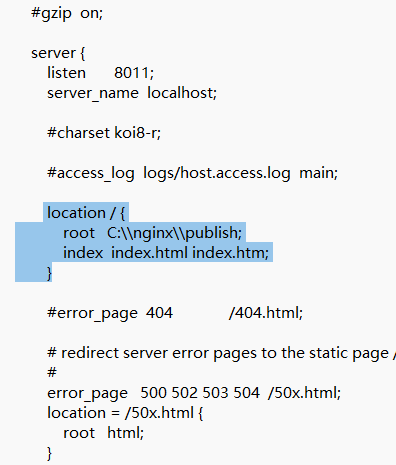 #gzip on;
server {
listen 8011;
server_name localhost;
#charset koi8-r;
#access_log logs/host.access.log main;
location / {
root C:\\nginx\\publish;
index index.html index.htm;
}
#error_page 404 /404.html;
# redirect server error pages to the static page /
#
error_page 500 502 503 504 /50x.html;
location = /50x.html {
root html;
}